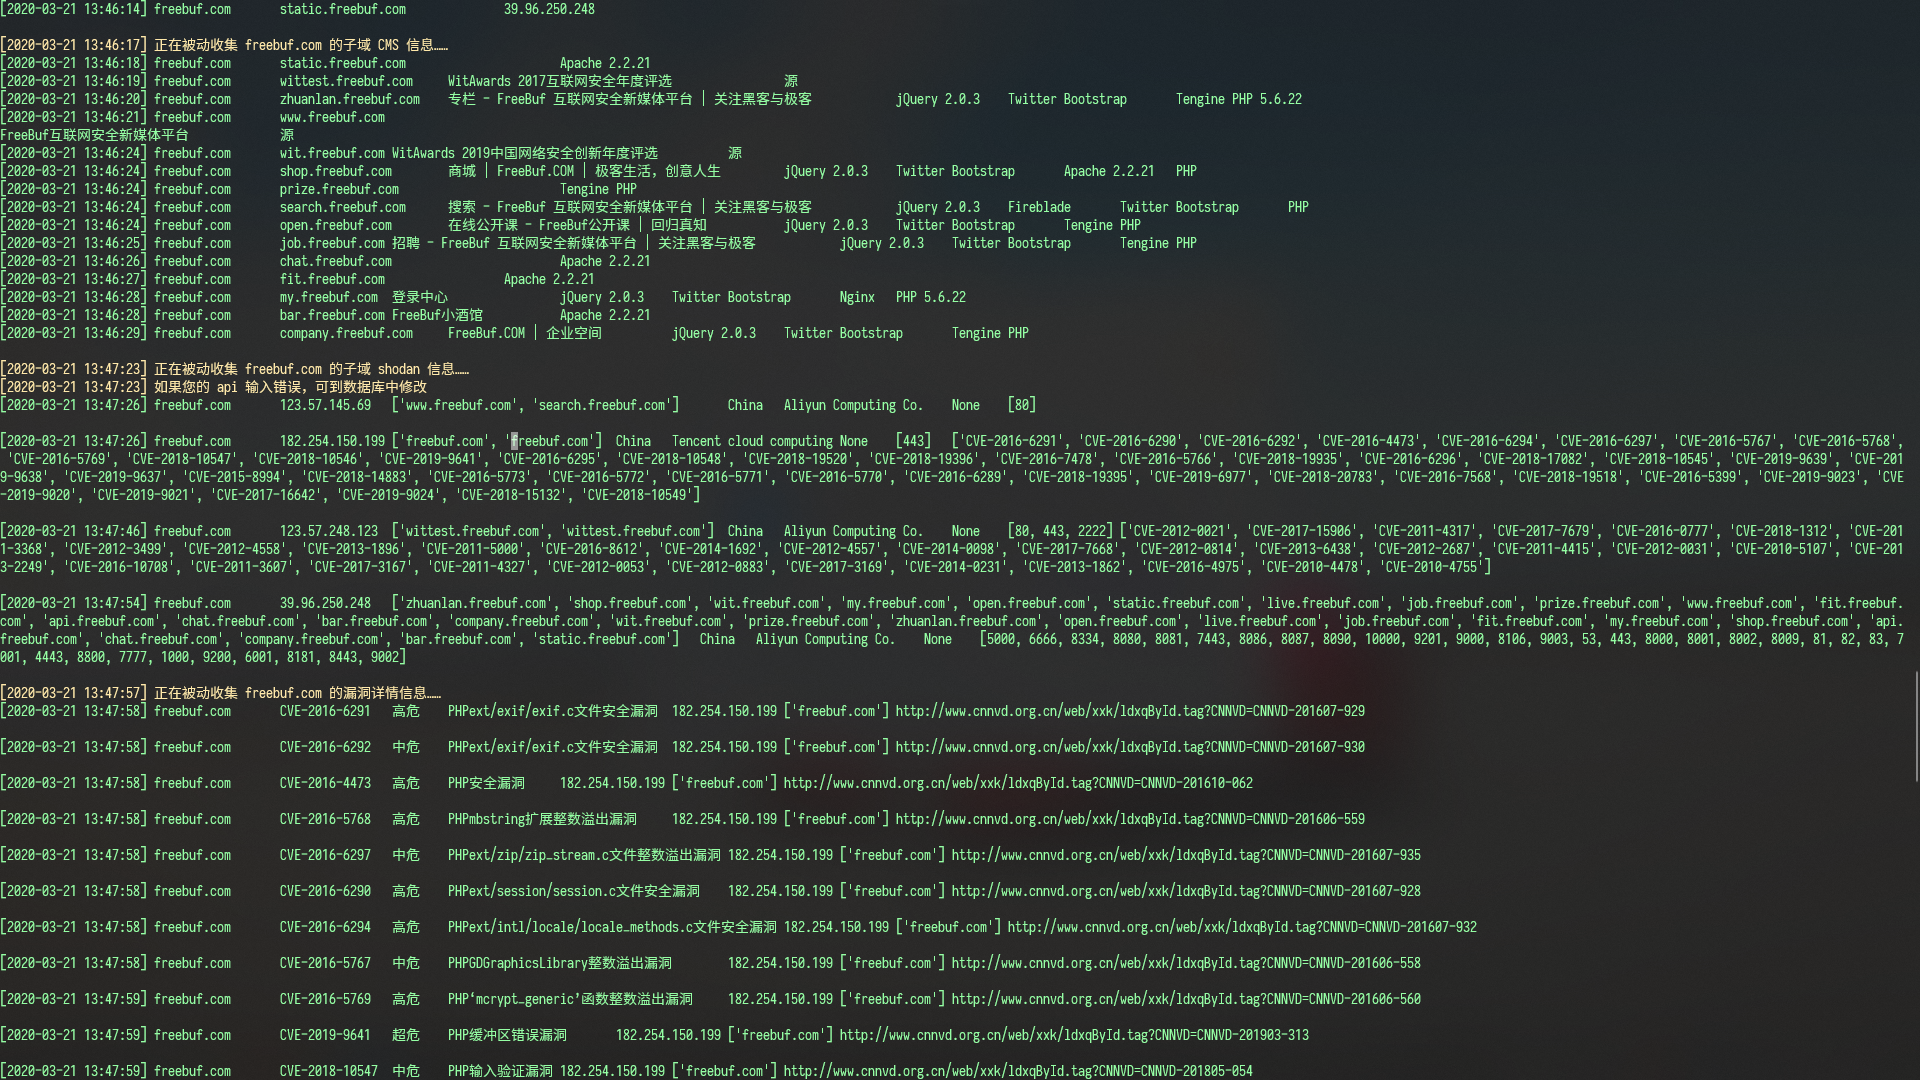 [2020-03-21 13:46:14] freebuf.com static.freebuf.com 39.96.250.248
[2020-03-21 13:46:17] 正在被动收集 freebuf.com 的子域 CMS 信息……
[2020-03-21 13:46:18] freebuf.com static.freebuf.com Apache 2.2.21
[2020-03-21 13:46:19] freebuf.com wittest.freebuf.com WitAwards 2017互联网安全年度评选 源
[2020-03-21 13:46:20] freebuf.com zhuanlan.freebuf.com 专栏 - FreeBuf 互联网安全新媒体平台 | 关注黑客与极客 jQuery 2.0.3 Twitter Bootstrap Tengine PHP 5.6.22
[2020-03-21 13:46:21] freebuf.com www.freebuf.com
FreeBuf互联网安全新媒体平台 源
[2020-03-21 13:46:24] freebuf.com wit.freebuf.com WitAwards 2019中国网络安全创新年度评选 源
[2020-03-21 13:46:24] freebuf.com shop.freebuf.com 商城 | FreeBuf.COM | 极客生活，创意人生 jQuery 2.0.3 Twitter Bootstrap Apache 2.2.21 PHP
[2020-03-21 13:46:24] freebuf.com prize.freebuf.com Tengine PHP
[2020-03-21 13:46:24] freebuf.com search.freebuf.com 搜索 - FreeBuf 互联网安全新媒体平台 | 关注黑客与极客 jQuery 2.0.3 Fireblade Twitter Bootstrap PHP
[2020-03-21 13:46:24] freebuf.com open.freebuf.com 在线公开课 - FreeBuf公开课 | 回归真知 jQuery 2.0.3 Twitter Bootstrap Tengine PHP
[2020-03-21 13:46:25] freebuf.com job.freebuf.com 招聘 - FreeBuf 互联网安全新媒体平台 | 关注黑客与极客 jQuery 2.0.3 Twitter Bootstrap Tengine PHP
[2020-03-21 13:46:26] freebuf.com chat.freebuf.com Apache 2.2.21
[2020-03-21 13:46:27] freebuf.com fit.freebuf.com Apache 2.2.21
[2020-03-21 13:46:28] freebuf.com my.freebuf.com 登录中心 jQuery 2.0.3 Twitter Bootstrap Nginx PHP 5.6.22
[2020-03-21 13:46:28] freebuf.com bar.freebuf.com FreeBuf小酒馆 Apache 2.2.21
[2020-03-21 13:46:29] freebuf.com company.freebuf.com FreeBuf.COM | 企业空间 jQuery 2.0.3 Twitter Bootstrap Tengine PHP
[2020-03-21 13:47:23] 正在被动收集 freebuf.com 的子域 shodan 信息……
[2020-03-21 13:47:23] 如果您的 api 输入错误，可到数据库中修改
[2020-03-21 13:47:26] freebuf.com 123.57.145.69 ['www.freebuf.com', 'search.freebuf.com'] China Aliyun Computing Co. None [80]
[2020-03-21 13:47:26] freebuf.com 182.254.150.199 ['freebuf.com', 'freebuf.com'] China Tencent cloud computing None [443] ['CVE-2016-6291', 'CVE-2016-6290', 'CVE-2016-6292', 'CVE-2016-4473', 'CVE-2016-6294', 'CVE-2016-6297', 'CVE-2016-5767', 'CVE-2016-5768',
'CVE-2016-5769', 'CVE-2018-10547', 'CVE-2018-10546', 'CVE-2019-9641', 'CVE-2016-6295', 'CVE-2018-10548', 'CVE-2018-19520', 'CVE-2018-19396', 'CVE-2016-7478', 'CVE-2016-5766', 'CVE-2018-19935', 'CVE-2016-6296', 'CVE-2018-17082', 'CVE-2018-10545', 'CVE-2019-9639', 'CVE-201
9-9638', 'CVE-2019-9637', 'CVE-2015-8994', 'CVE-2018-14883', 'CVE-2016-5773', 'CVE-2016-5772', 'CVE-2016-5771', 'CVE-2016-5770', 'CVE-2016-6289', 'CVE-2018-19395', 'CVE-2019-6977', 'CVE-2018-20783', 'CVE-2016-7568', 'CVE-2018-19518', 'CVE-2016-5399', 'CVE-2019-9023', 'CVE
-2019-9020', 'CVE-2019-9021', 'CVE-2017-16642', 'CVE-2019-9024', 'CVE-2018-15132', 'CVE-2018-10549']
[2020-03-21 13:47:46] freebuf.com 123.57.248.123 ['wittest.freebuf.com', 'wittest.freebuf.com'] China Aliyun Computing Co. None [80, 443, 2222] ['CVE-2012-0021', 'CVE-2017-15906', 'CVE-2011-4317', 'CVE-2017-7679', 'CVE-2016-0777', 'CVE-2018-1312', 'CVE-201
1-3368', 'CVE-2012-3499', 'CVE-2012-4558', 'CVE-2013-1896', 'CVE-2011-5000', 'CVE-2016-8612', 'CVE-2014-1692', 'CVE-2012-4557', 'CVE-2014-0098', 'CVE-2017-7668', 'CVE-2012-0814', 'CVE-2013-6438', 'CVE-2012-2687', 'CVE-2011-4415', 'CVE-2012-0031', 'CVE-2010-5107', 'CVE-201
3-2249', 'CVE-2016-10708', 'CVE-2011-3607', 'CVE-2017-3167', 'CVE-2011-4327', 'CVE-2012-0053', 'CVE-2012-0883', 'CVE-2017-3169', 'CVE-2014-0231', 'CVE-2013-1862', 'CVE-2016-4975', 'CVE-2010-4478', 'CVE-2010-4755']
[2020-03-21 13:47:54] freebuf.com 39.96.250.248 ['zhuanlan.freebuf.com', 'shop.freebuf.com', 'wit.freebuf.com', 'my.freebuf.com', 'open.freebuf.com', 'static.freebuf.com', 'live.freebuf.com', 'job.freebuf.com', 'prize.freebuf.com', 'www.freebuf.com', 'fit.freebuf.
com', 'api.freebuf.com', 'chat.freebuf.com', 'bar.freebuf.com', 'company.freebuf.com', 'wit.freebuf.com', 'prize.freebuf.com', 'zhuanlan.freebuf.com', 'open.freebuf.com', 'live.freebuf.com', 'job.freebuf.com', 'fit.freebuf.com', 'my.freebuf.com', 'shop.freebuf.com', 'api.
freebuf.com', 'chat.freebuf.com', 'company.freebuf.com', 'bar.freebuf.com', 'static.freebuf.com'] China Aliyun Computing Co. None [5000, 6666, 8334, 8080, 8081, 7443, 8086, 8087, 8090, 10000, 9201, 9000, 8106, 9003, 53, 443, 8000, 8001, 8002, 8009, 81, 82, 83, 7
001, 4443, 8800, 7777, 1000, 9200, 6001, 8181, 8443, 9002]
[2020-03-21 13:47:57] 正在被动收集 freebuf.com 的漏洞详情信息……
[2020-03-21 13:47:58] freebuf.com CVE-2016-6291 高危 PHPext/exif/exif.c文件安全漏洞 182.254.150.199 ['freebuf.com'] http://www.cnnvd.org.cn/web/xxk/ldxqById.tag?CNNVD=CNNVD-201607-929
[2020-03-21 13:47:58] freebuf.com CVE-2016-6292 中危 PHPext/exif/exif.c文件安全漏洞 182.254.150.199 ['freebuf.com'] http://www.cnnvd.org.cn/web/xxk/ldxqById.tag?CNNVD=CNNVD-201607-930
[2020-03-21 13:47:58] freebuf.com CVE-2016-4473 高危 PHP安全漏洞 182.254.150.199 ['freebuf.com'] http://www.cnnvd.org.cn/web/xxk/ldxqById.tag?CNNVD=CNNVD-201610-062
[2020-03-21 13:47:58] freebuf.com CVE-2016-5768 高危 PHPmbstring扩展整数溢出漏洞 182.254.150.199 ['freebuf.com'] http://www.cnnvd.org.cn/web/xxk/ldxqById.tag?CNNVD=CNNVD-201606-559
[2020-03-21 13:47:58] freebuf.com CVE-2016-6297 中危 PHPext/zip/zip_stream.c文件整数溢出漏洞 182.254.150.199 ['freebuf.com'] http://www.cnnvd.org.cn/web/xxk/ldxqById.tag?CNNVD=CNNVD-201607-935
[2020-03-21 13:47:58] freebuf.com CVE-2016-6290 高危 PHPext/session/session.c文件安全漏洞 182.254.150.199 ['freebuf.com'] http://www.cnnvd.org.cn/web/xxk/ldxqById.tag?CNNVD=CNNVD-201607-928
[2020-03-21 13:47:58] freebuf.com CVE-2016-6294 高危 PHPext/intl/locale/locale_methods.c文件安全漏洞 182.254.150.199 ['freebuf.com'] http://www.cnnvd.org.cn/web/xxk/ldxqById.tag?CNNVD=CNNVD-201607-932
[2020-03-21 13:47:58] freebuf.com CVE-2016-5767 中危 PHPGDGraphicsLibrary整数溢出漏洞 182.254.150.199 ['freebuf.com'] http://www.cnnvd.org.cn/web/xxk/ldxqById.tag?CNNVD=CNNVD-201606-558
[2020-03-21 13:47:59] freebuf.com CVE-2016-5769 高危 PHP‘mcrypt_generic’函数整数溢出漏洞 182.254.150.199 ['freebuf.com'] http://www.cnnvd.org.cn/web/xxk/ldxqById.tag?CNNVD=CNNVD-201606-560
[2020-03-21 13:47:59] freebuf.com CVE-2019-9641 超危 PHP缓冲区错误漏洞 182.254.150.199 ['freebuf.com'] http://www.cnnvd.org.cn/web/xxk/ldxqById.tag?CNNVD=CNNVD-201903-313
[2020-03-21 13:47:59] freebuf.com CVE-2018-10547 中危 PHP输入验证漏洞 182.254.150.199 ['freebuf.com'] http://www.cnnvd.org.cn/web/xxk/ldxqById.tag?CNNVD=CNNVD-201805-054